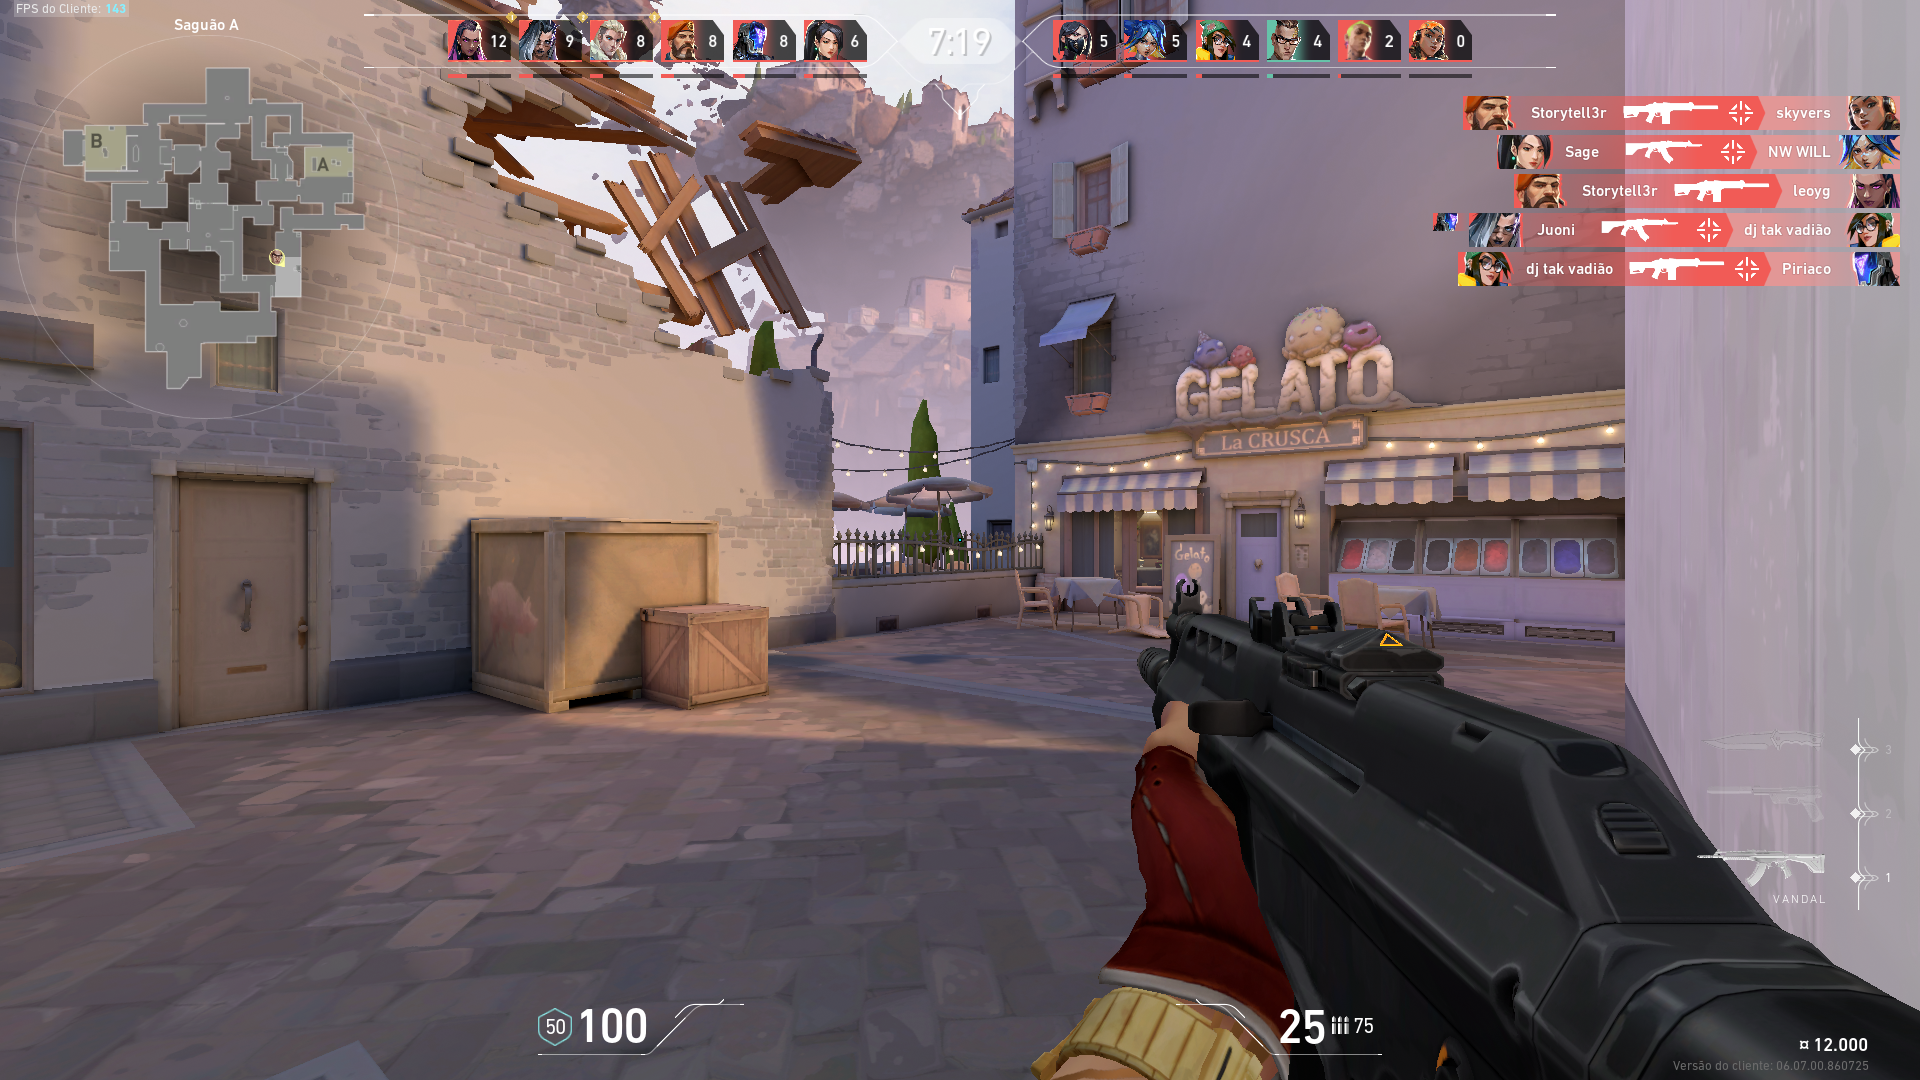 FPS do Cliente: 143
Saguão A
12 9 8 8 8 6 7:19 5 5 4 4 2 0
Storytell3r skyvers
Sage NW WILL
Storytell3r leoyg
Juoni dj tak vadião
dj tak vadião Piriaco
B
A
GELATO
La CRUSCA
Gelato
3
2
1
VANDAL
50 100
25 75
¤ 12.000
Versão do cliente: 06.07.00.860725